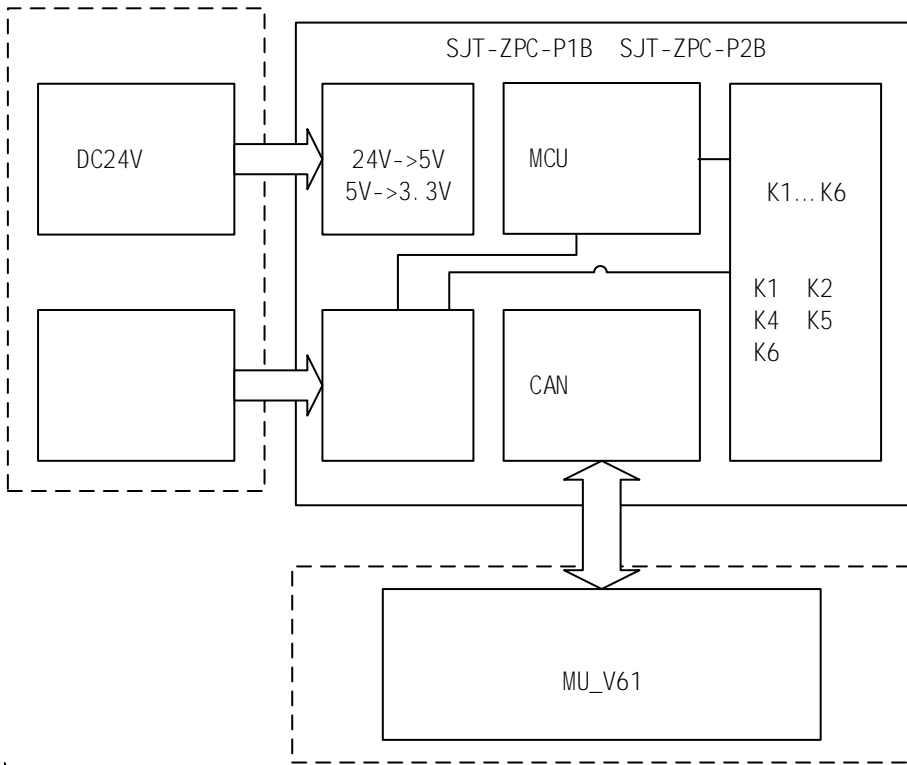 SJT-ZPC-P1B SJT-ZPC-P2B
DC24V
24V->5V
5V->3.3V
MCU
K1...K6
K1 K2
K4 K5
K6
CAN
MU_V61